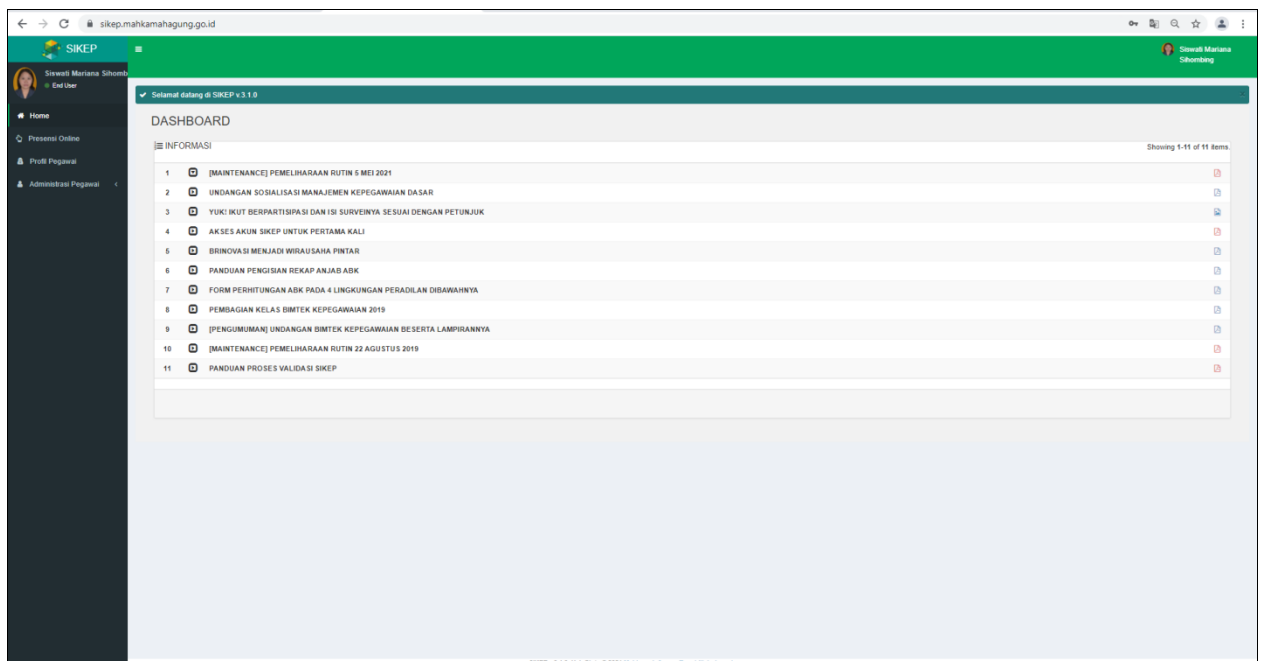 sikep.mahkamahagung.go.id
SIKEP
Siswati Mariana
Sihombing
Siswati Mariana Sihomb
End User
Selamat datang di SIKEP v.3.1.0
Home
Presensi Online
Profil Pegawai
Administrasi Pegawai
DASHBOARD
INFORMASI
Showing 1-11 of 11 items.
1 [MAINTENANCE] PEMELIHARAAN RUTIN 5 MEI 2021
2 UNDANGAN SOSIALISASI MANAJEMEN KEPEGAWAIAN DASAR
3 YUK! IKUT BERPARTISIPASI DAN ISI SURVEINYA SESUAI DENGAN PETUNJUK
4 AKSES AKUN SIKEP UNTUK PERTAMA KALI
5 BRINOVASI MENJADI WIRAUSAHA PINTAR
6 PANDUAN PENGISIAN REKAP ANJAB ABK
7 FORM PERHITUNGAN ABK PADA 4 LINGKUNGAN PERADILAN DIBAWAHNYA
8 PEMBAGIAN KELAS BIMTEK KEPEGAWAIAN 2019
9 [PENGUMUMAN] UNDANGAN BIMTEK KEPEGAWAIAN BESERTA LAMPIRANNYA
10 [MAINTENANCE] PEMELIHARAAN RUTIN 22 AGUSTUS 2019
11 PANDUAN PROSES VALIDASI SIKEP